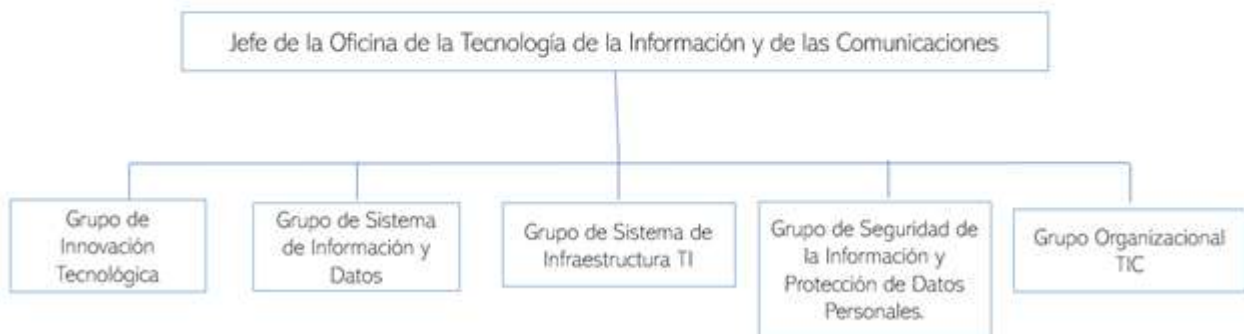 Jefe de la Oficina de la Tecnología de la Información y de las Comunicaciones
Grupo de
Innovación
Tecnológica
Grupo de Sistema
de Información y
Datos
Grupo de Sistema de
Infraestructura TI
Grupo de Seguridad de
la Información y
Protección de Datos
Personales.
Grupo Organizacional
TIC